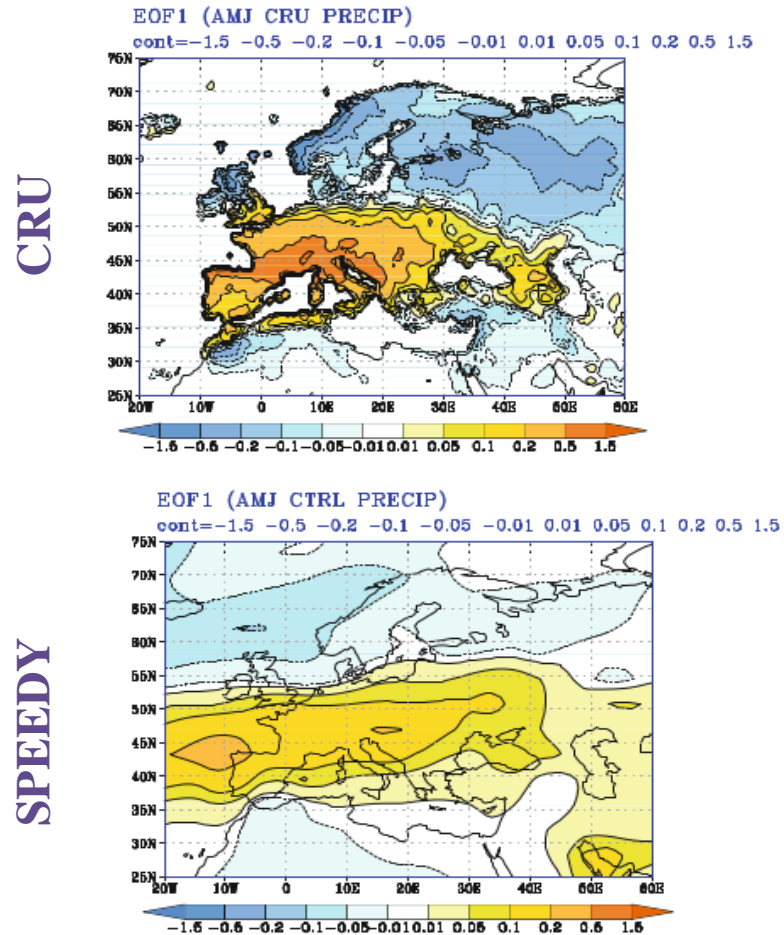 EOF1 (AMJ CRU PRECIP)
cont=-1.5 -0.5 -0.2 -0.1 -0.05 -0.01 0.01 0.05 0.1 0.2 0.5 1.5
CRU
75N
70N
65N
60N
55N
50N
45N
40N
35N
30N
25N
20W 10W 0 10E 20E 30E 40E 50E 60E
-1.5 -0.5 -0.2 -0.1 -0.05 -0.01 0.01 0.05 0.1 0.2 0.5 1.5
EOF1 (AMJ CTRL PRECIP)
cont=-1.5 -0.5 -0.2 -0.1 -0.05 -0.01 0.01 0.05 0.1 0.2 0.5 1.5
SPEEDY
75N
70N
65N
60N
55N
50N
45N
40N
35N
30N
25N
20W 10W 0 10E 20E 30E 40E 50E 60E
-1.5 -0.5 -0.2 -0.1 -0.05 -0.01 0.01 0.05 0.1 0.2 0.5 1.5